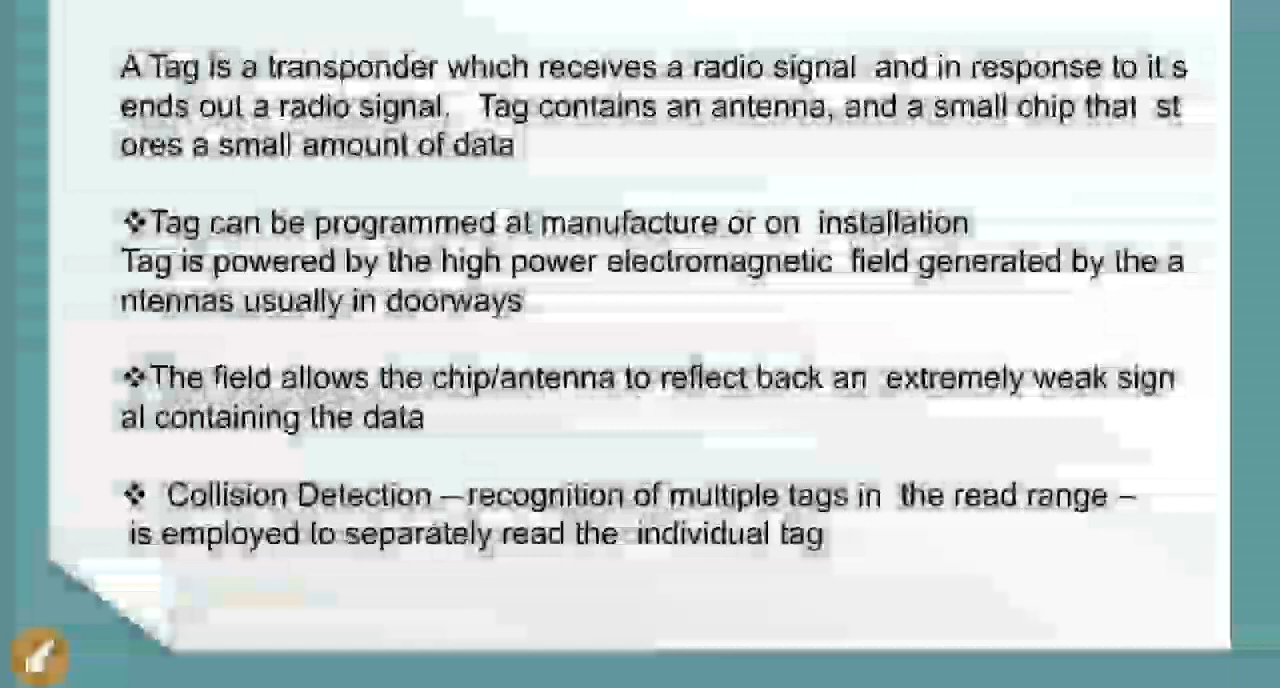 A Tag is a transponder which receives a radio signal and in response to it s
ends out a radio signal. Tag contains an antenna, and a small chip that st
ores a small amount of data
❖Tag can be programmed at manufacture or on installation
Tag is powered by the high power electromagnetic field generated by the a
ntennas usually in doorways
❖The field allows the chip/antenna to reflect back an extremely weak sign
al containing the data
❖ Collision Detection – recognition of multiple tags in the read range –
is employed to separately read the individual tag